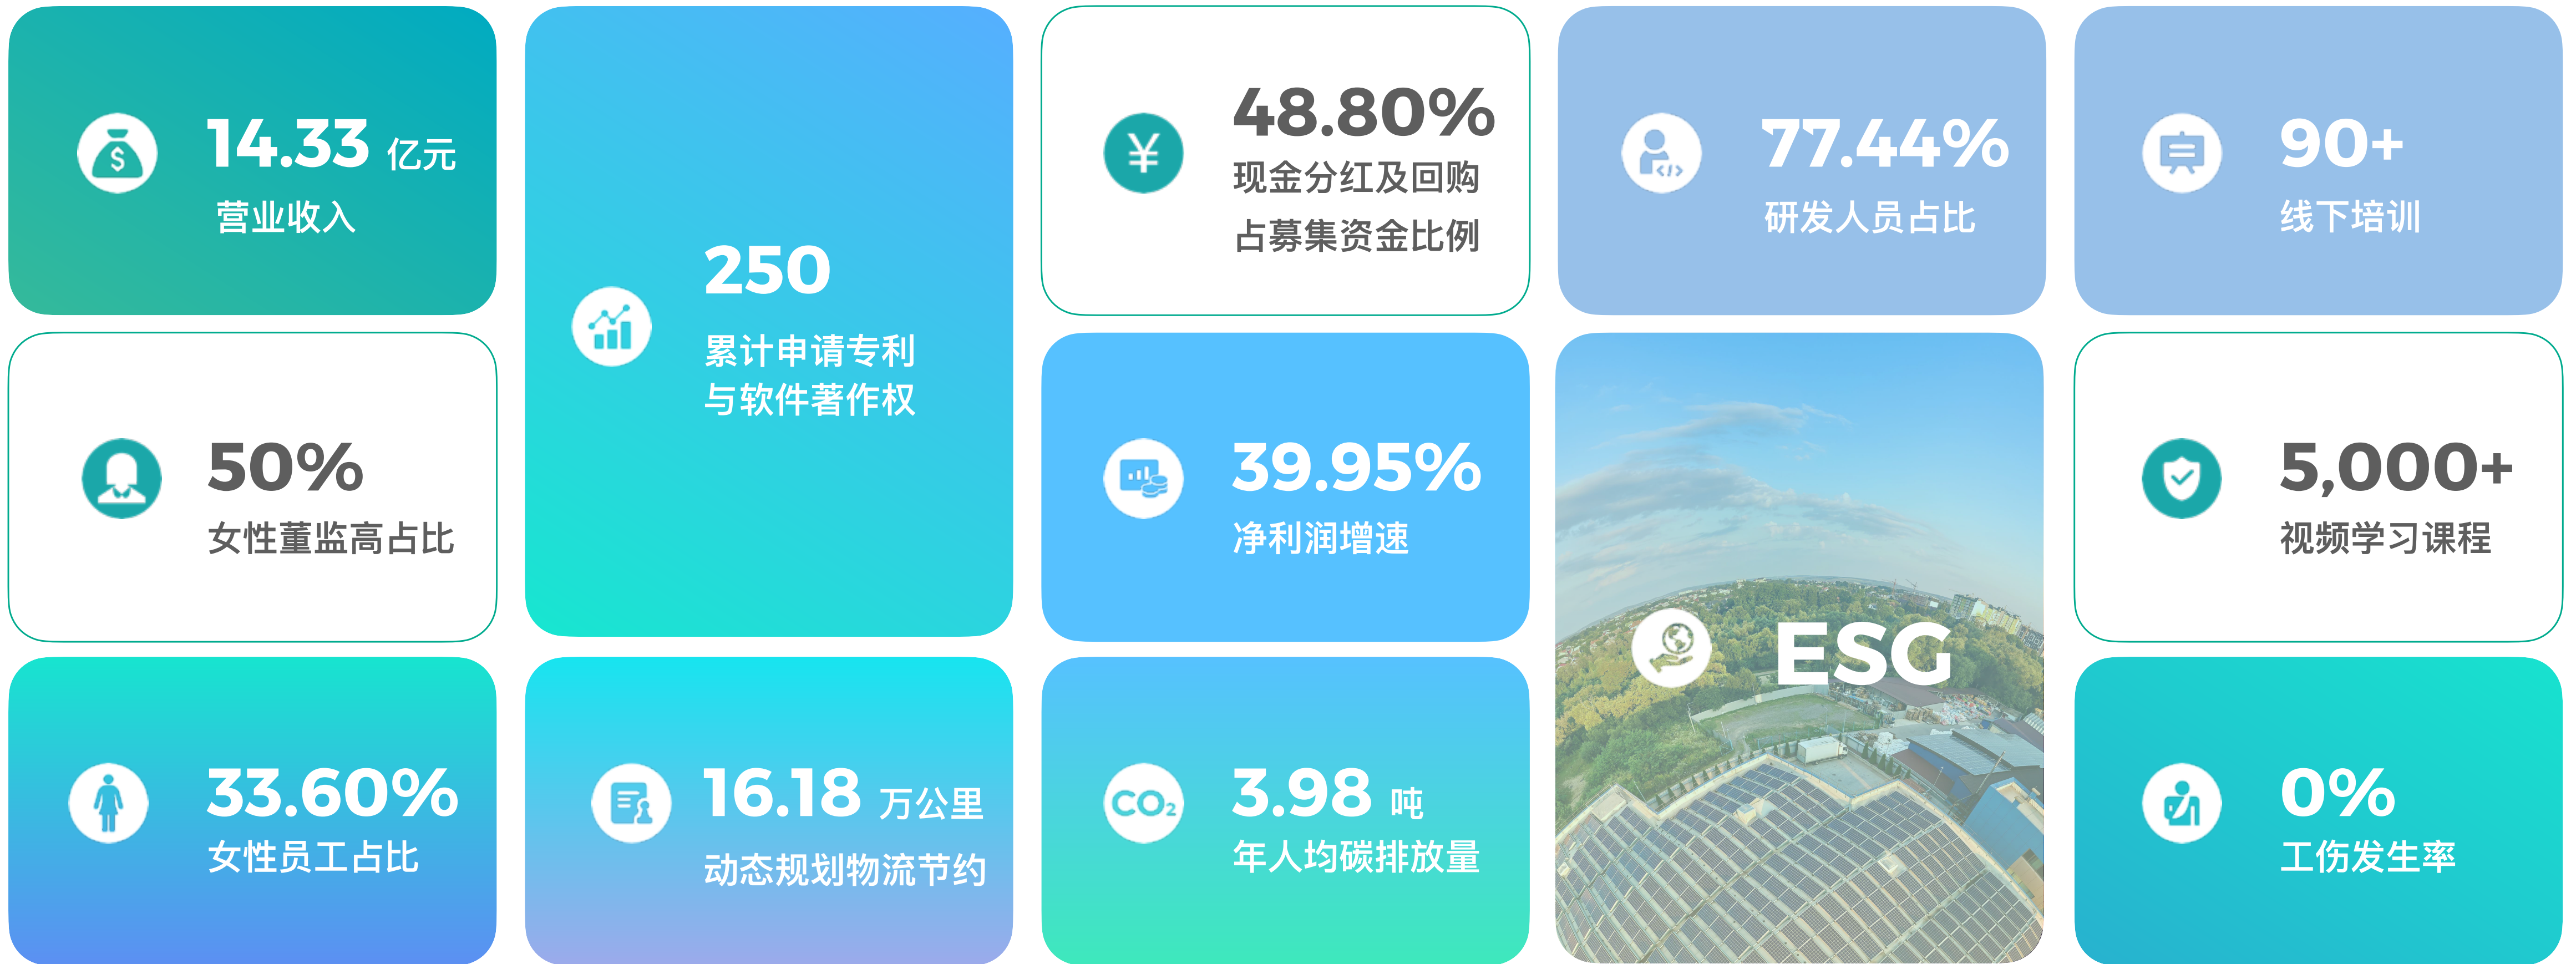 14.33 亿元
营业收入
250
累计申请专利
与软件著作权
48.80%
现金分红及回购
占募集资金比例
77.44%
研发人员占比
90+
线下培训
50%
女性董监高占比
39.95%
净利润增速
ESG
5,000+
视频学习课程
33.60%
女性员工占比
16.18 万公里
动态规划物流节约
CO₂
3.98 吨
年人均碳排放量
0%
工伤发生率